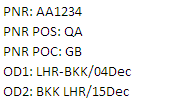 PNR: AA1234
PNR POS: QA
PNR POC: GB
OD1: LHR-BKK/04Dec
OD2: BKK LHR/15Dec